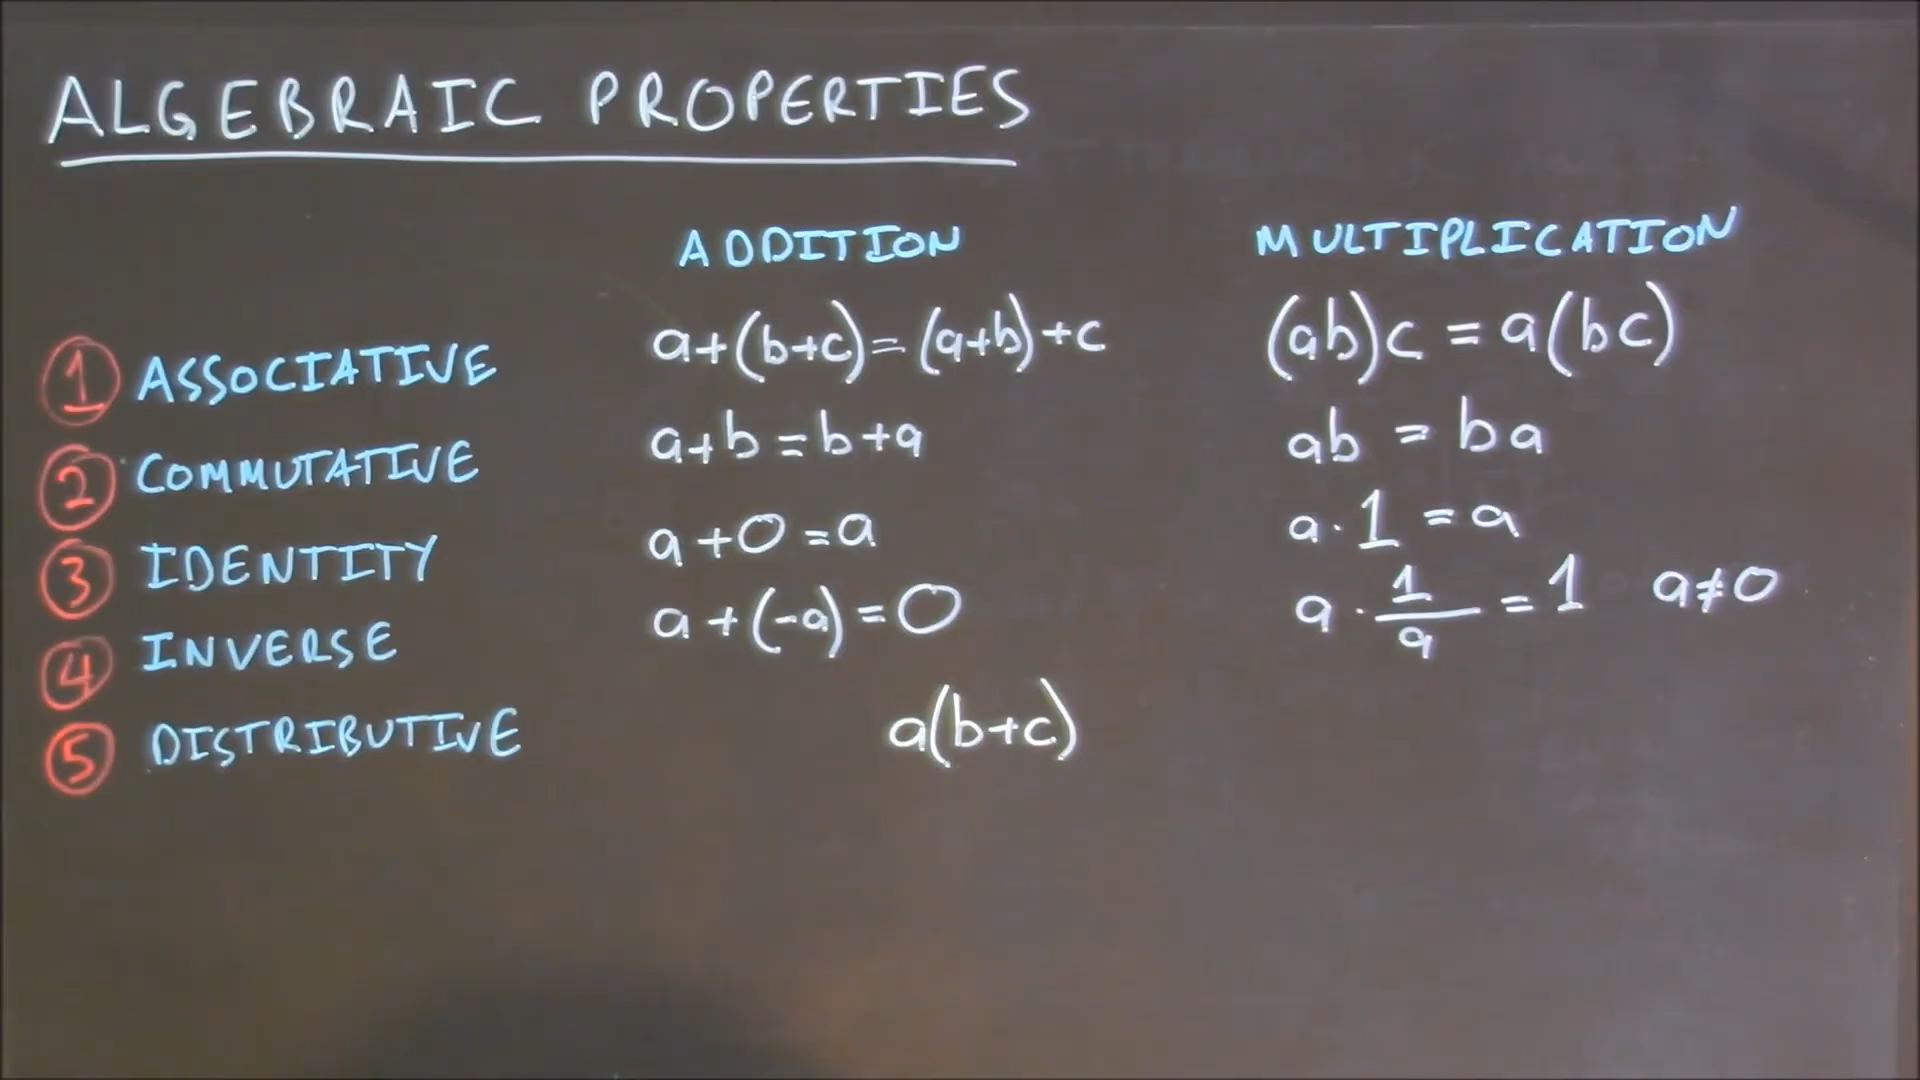 ALGEBRAIC PROPERTIES
ADDITION MULTIPLICATION
1 ASSOCIATIVE a+(b+c)=(a+b)+c (ab)c = a(bc)
2 COMMUTATIVE a+b=b+a ab = ba
3 IDENTITY a+0=a a·1=a
4 INVERSE a+(-a)=0 a·1/a=1 a≠0
5 DISTRIBUTIVE a(b+c)